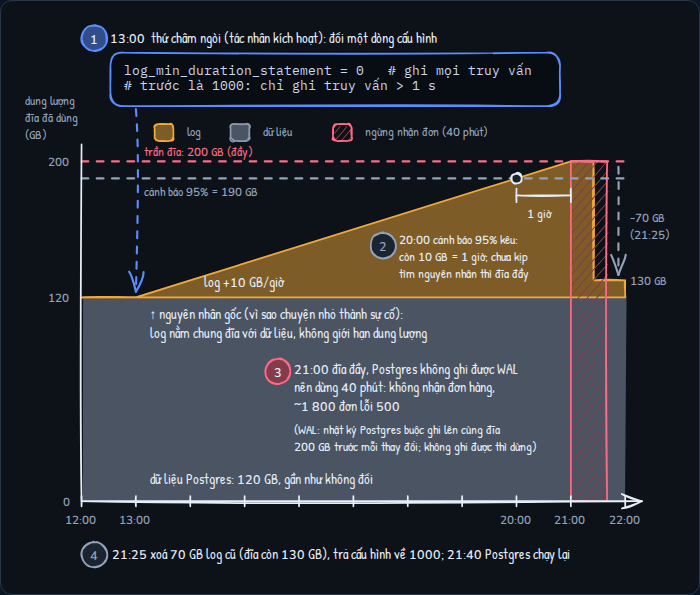 1 13:00 thứ châm ngòi (tác nhân kích hoạt): đổi một dòng cấu hình
log_min_duration_statement = 0 # ghi mọi truy vấn
# trước là 1000: chỉ ghi truy vấn > 1 s
dung lượng
đĩa đã dùng
(GB)
log
dữ liệu
ngừng nhận đơn (40 phút)
trần đĩa: 200 GB (đầy)
200
cảnh báo 95% = 190 GB
1 giờ
-70 GB
(21:25)
2 20:00 cảnh báo 95% kêu:
còn 10 GB = 1 giờ; chưa kịp
tìm nguyên nhân thì đĩa đầy
log +10 GB/giờ
130 GB
120
↑ nguyên nhân gốc (vì sao chuyện nhỏ thành sự cố):
log nằm chung đĩa với dữ liệu, không giới hạn dung lượng
3 21:00 đĩa đầy, Postgres không ghi được WAL
nên dừng 40 phút: không nhận đơn hàng,
~1 800 đơn lỗi 500
(WAL: nhật ký Postgres buộc ghi lên cùng đĩa
200 GB trước mỗi thay đổi; không ghi được thì dừng)
dữ liệu Postgres: 120 GB, gần như không đổi
0
12:00
13:00
20:00
21:00
22:00
4 21:25 xoá 70 GB log cũ (đĩa còn 130 GB), trả cấu hình về 1000; 21:40 Postgres chạy lại